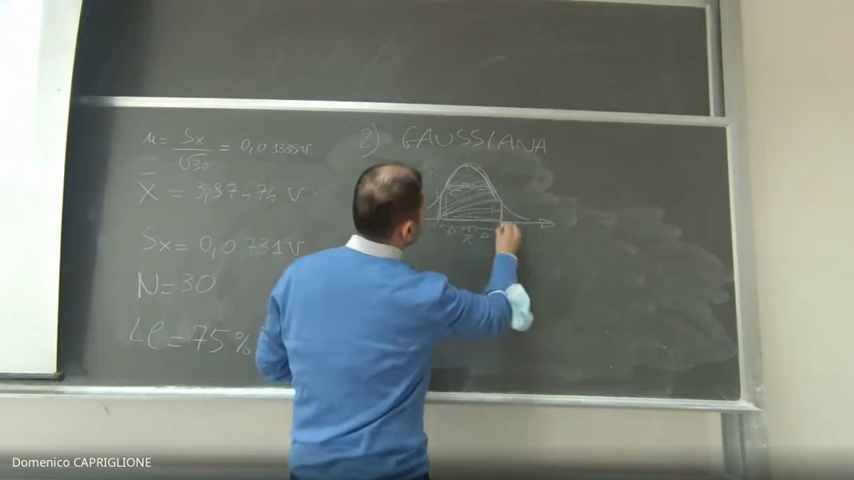 u = Sx/√30 = 0,01335 V
X̄ = 3,87474 V
Sx = 0,0731 V
N = 30
LC = 75%
2) GAUSSIANA
Δ X̄ Δ
Domenico CAPRIGLIONE